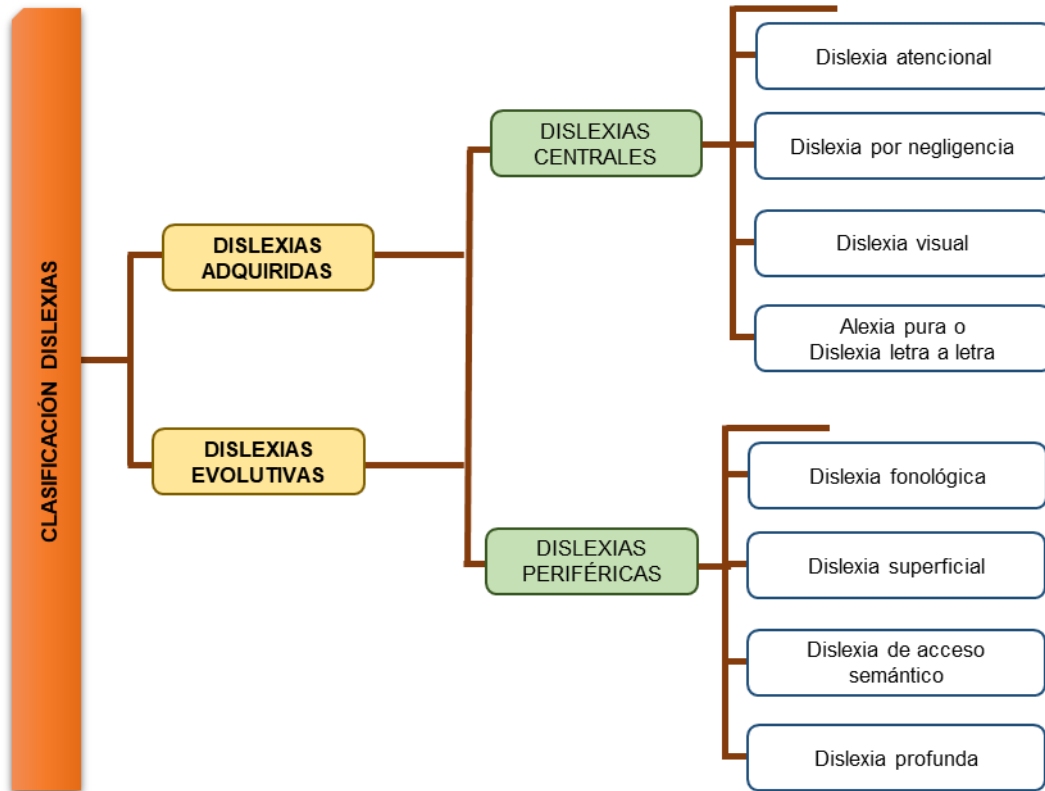 CLASIFICACIÓN DISLEXIAS
DISLEXIAS
ADQUIRIDAS
DISLEXIAS
EVOLUTIVAS
DISLEXIAS
CENTRALES
Dislexia atencional
Dislexia por negligencia
Dislexia visual
Alexia pura o
Dislexia letra a letra
DISLEXIAS
PERIFÉRICAS
Dislexia fonológica
Dislexia superficial
Dislexia de acceso
semántico
Dislexia profunda